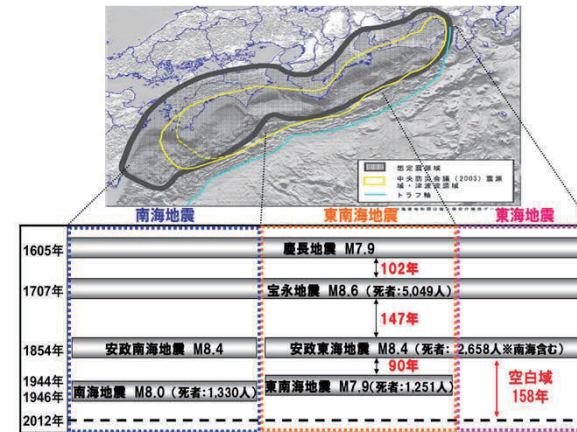 想定震源域
中央防災会議（2003）震源
域・津波波源域
トラフ軸
南海地震
東南海地震
東海地震
1605年
慶長地震 M7.9
102年
1707年
宝永地震 M8.6（死者:5,049人）
147年
1854年
安政南海地震 M8.4
安政東海地震 M8.4（死者: 2,658人※南海含む）
90年
1944年
1946年
南海地震 M8.0（死者:1,330人）
東南海地震 M7.9(死者:1,251人）
空白域
158年
2012年